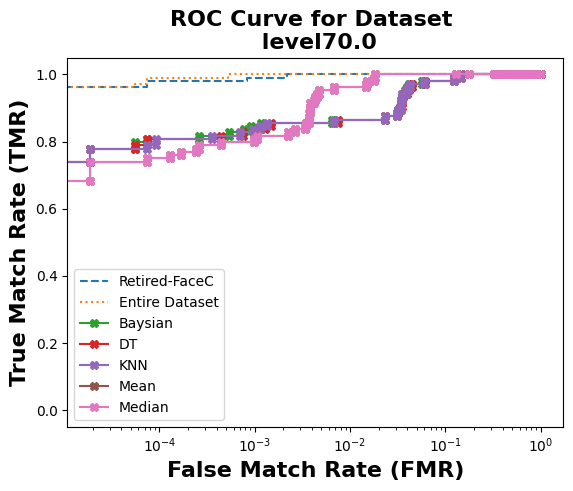 ROC Curve for Dataset
level70.0
True Match Rate (TMR)
1.0
0.8
0.6
0.4
0.2
0.0
Retired-FaceC
Entire Dataset
Baysian
DT
KNN
Mean
Median
10⁻⁴
10⁻³
10⁻²
10⁻¹
10⁰
False Match Rate (FMR)